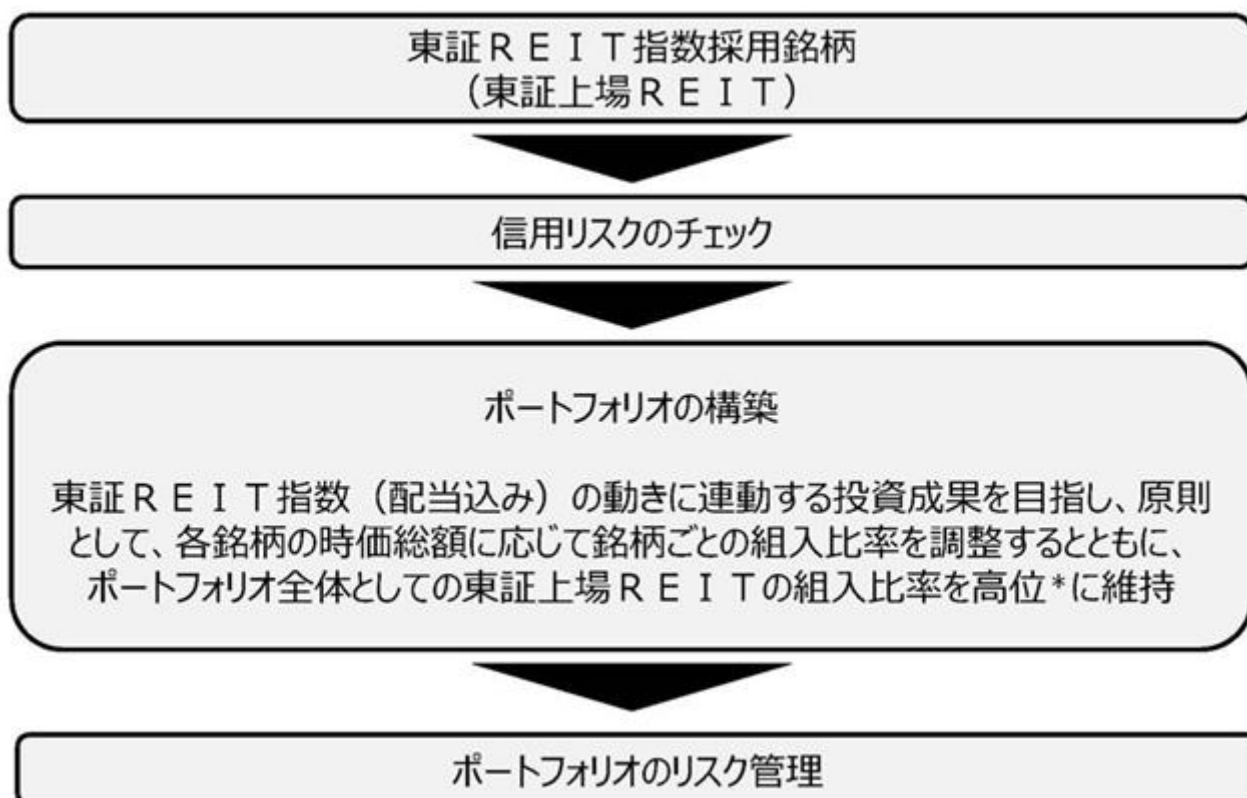 東証ＲＥＩＴ指数採用銘柄
（東証上場ＲＥＩＴ）
信用リスクのチェック
ポートフォリオの構築
東証ＲＥＩＴ指数（配当込み）の動きに連動する投資成果を目指し、原則
として、各銘柄の時価総額に応じて銘柄ごとの組入比率を調整するとともに、
ポートフォリオ全体としての東証上場ＲＥＩＴの組入比率を高位*に維持
ポートフォリオのリスク管理